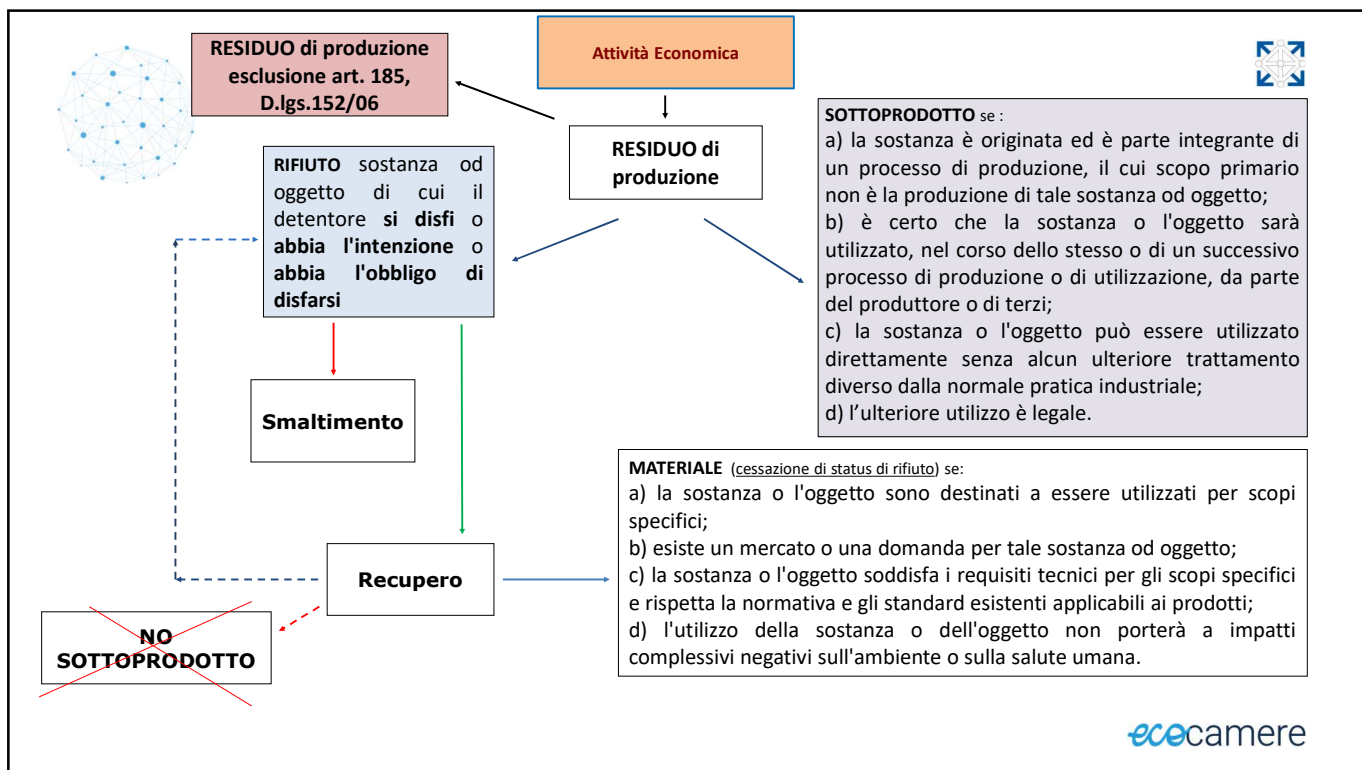 RESIDUO di produzione
esclusione art. 185,
D.lgs.152/06
Attività Economica
RESIDUO di
produzione
RIFIUTO sostanza od
oggetto di cui il
detentore si disfi o
abbia l'intenzione o
abbia l'obbligo di
disfarsi
SOTTOPRODOTTO se :
a) la sostanza è originata ed è parte integrante di
un processo di produzione, il cui scopo primario
non è la produzione di tale sostanza od oggetto;
b) è certo che la sostanza o l'oggetto sarà
utilizzato, nel corso dello stesso o di un successivo
processo di produzione o di utilizzazione, da parte
del produttore o di terzi;
c) la sostanza o l'oggetto può essere utilizzato
direttamente senza alcun ulteriore trattamento
diverso dalla normale pratica industriale;
d) l’ulteriore utilizzo è legale.
Smaltimento
MATERIALE (cessazione di status di rifiuto) se:
a) la sostanza o l'oggetto sono destinati a essere utilizzati per scopi
specifici;
b) esiste un mercato o una domanda per tale sostanza od oggetto;
c) la sostanza o l'oggetto soddisfa i requisiti tecnici per gli scopi specifici
e rispetta la normativa e gli standard esistenti applicabili ai prodotti;
d) l'utilizzo della sostanza o dell'oggetto non porterà a impatti
complessivi negativi sull'ambiente o sulla salute umana.
Recupero
NO
SOTTOPRODOTTO
ecocamere